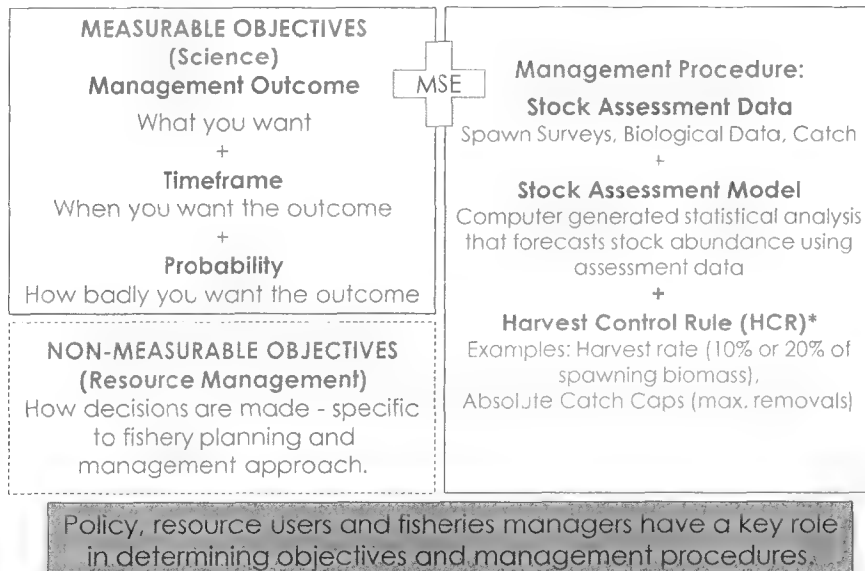 MEASURABLE OBJECTIVES
(Science)
Management Outcome
What you want
+
Timeframe
When you want the outcome
+
Probability
How badly you want the outcome
MSE
NON-MEASURABLE OBJECTIVES
(Resource Management)
How decisions are made - specific
to fishery planning and
management approach.
Management Procedure:
Stock Assessment Data
Spawn Surveys, Biological Data, Catch
+
Stock Assessment Model
Computer generated statistical analysis
that forecasts stock abundance using
assessment data
+
Harvest Control Rule (HCR)*
Examples: Harvest rate (10% or 20% of
spawning biomass),
Absolute Catch Caps (max. removals)
Policy, resource users and fisheries managers have a key role
in determining objectives and management procedures.